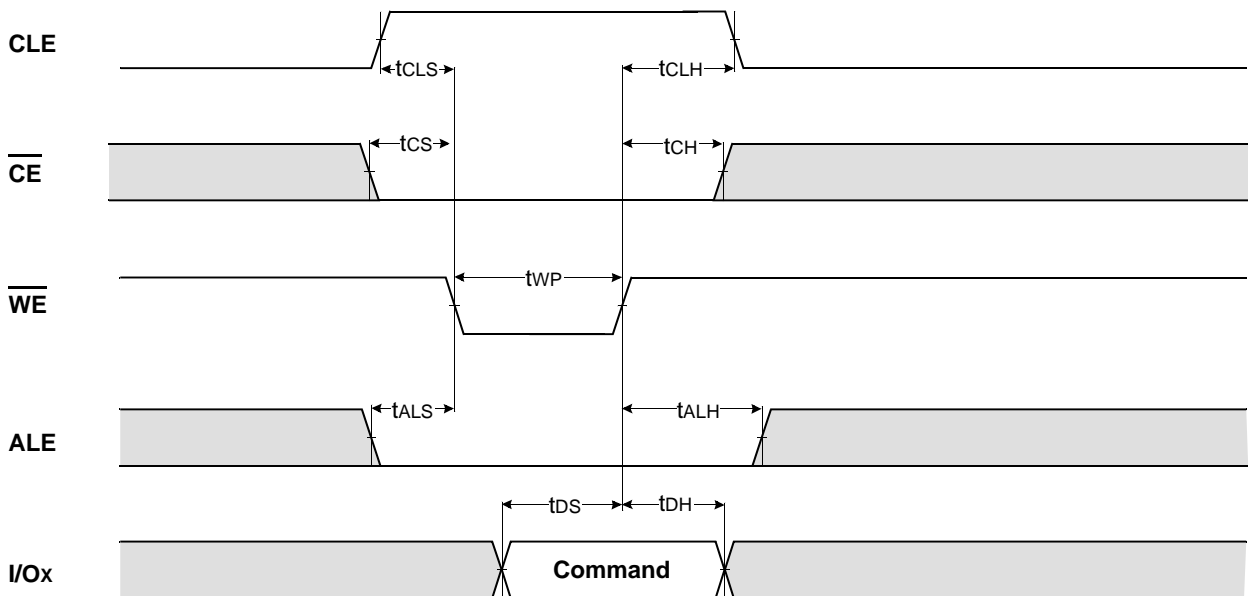 CLE
tCLS
tCLH
CE
tCS
tCH
WE
tWP
ALE
tALS
tALH
tDS
tDH
I/Ox
Command